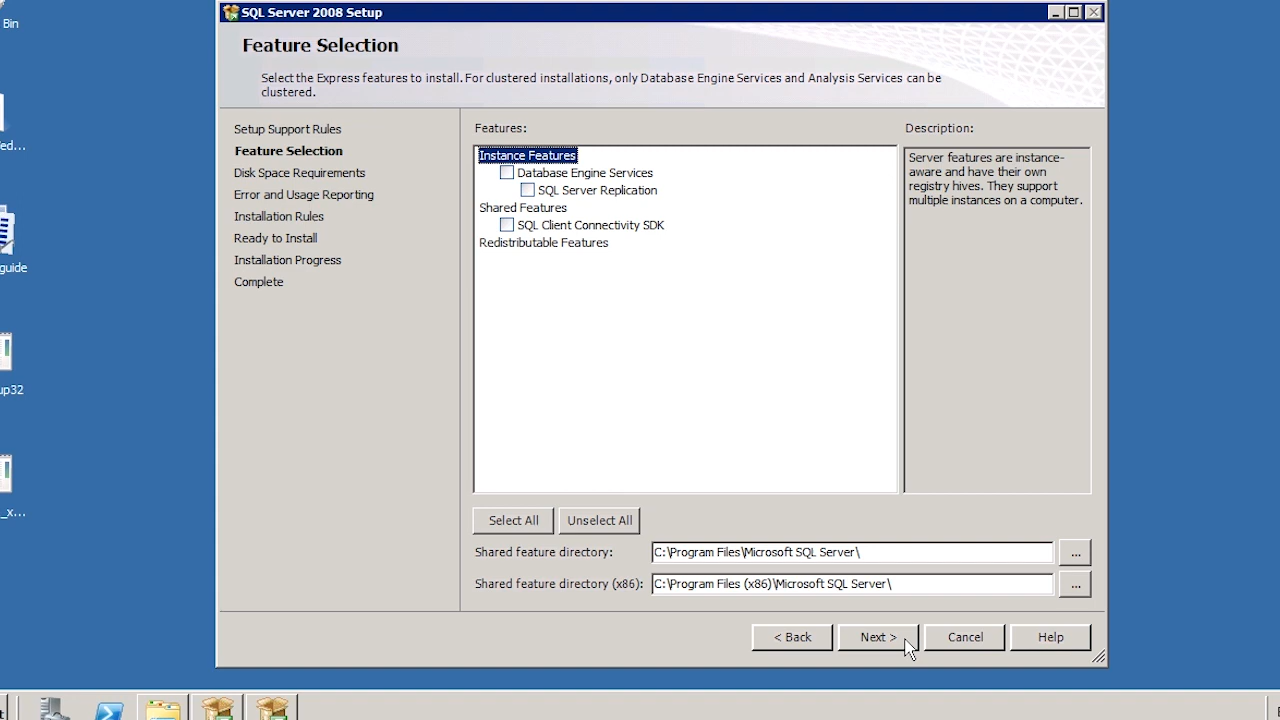 SQL Server 2008 Setup
Feature Selection
Select the Express features to install. For clustered installations, only Database Engine Services and Analysis Services can be
clustered.
Setup Support Rules
Feature Selection
Disk Space Requirements
Error and Usage Reporting
Installation Rules
Ready to Install
Installation Progress
Complete
Features:
Instance Features
Database Engine Services
SQL Server Replication
Shared Features
SQL Client Connectivity SDK
Redistributable Features
Description:
Server features are instance-
aware and have their own
registry hives. They support
multiple instances on a computer.
Select All
Unselect All
Shared feature directory:
C:\Program Files\Microsoft SQL Server\
...
Shared feature directory (x86):
C:\Program Files (x86)\Microsoft SQL Server\
...
< Back
Next >
Cancel
Help
Bin
ed...
guide
up32
_x...